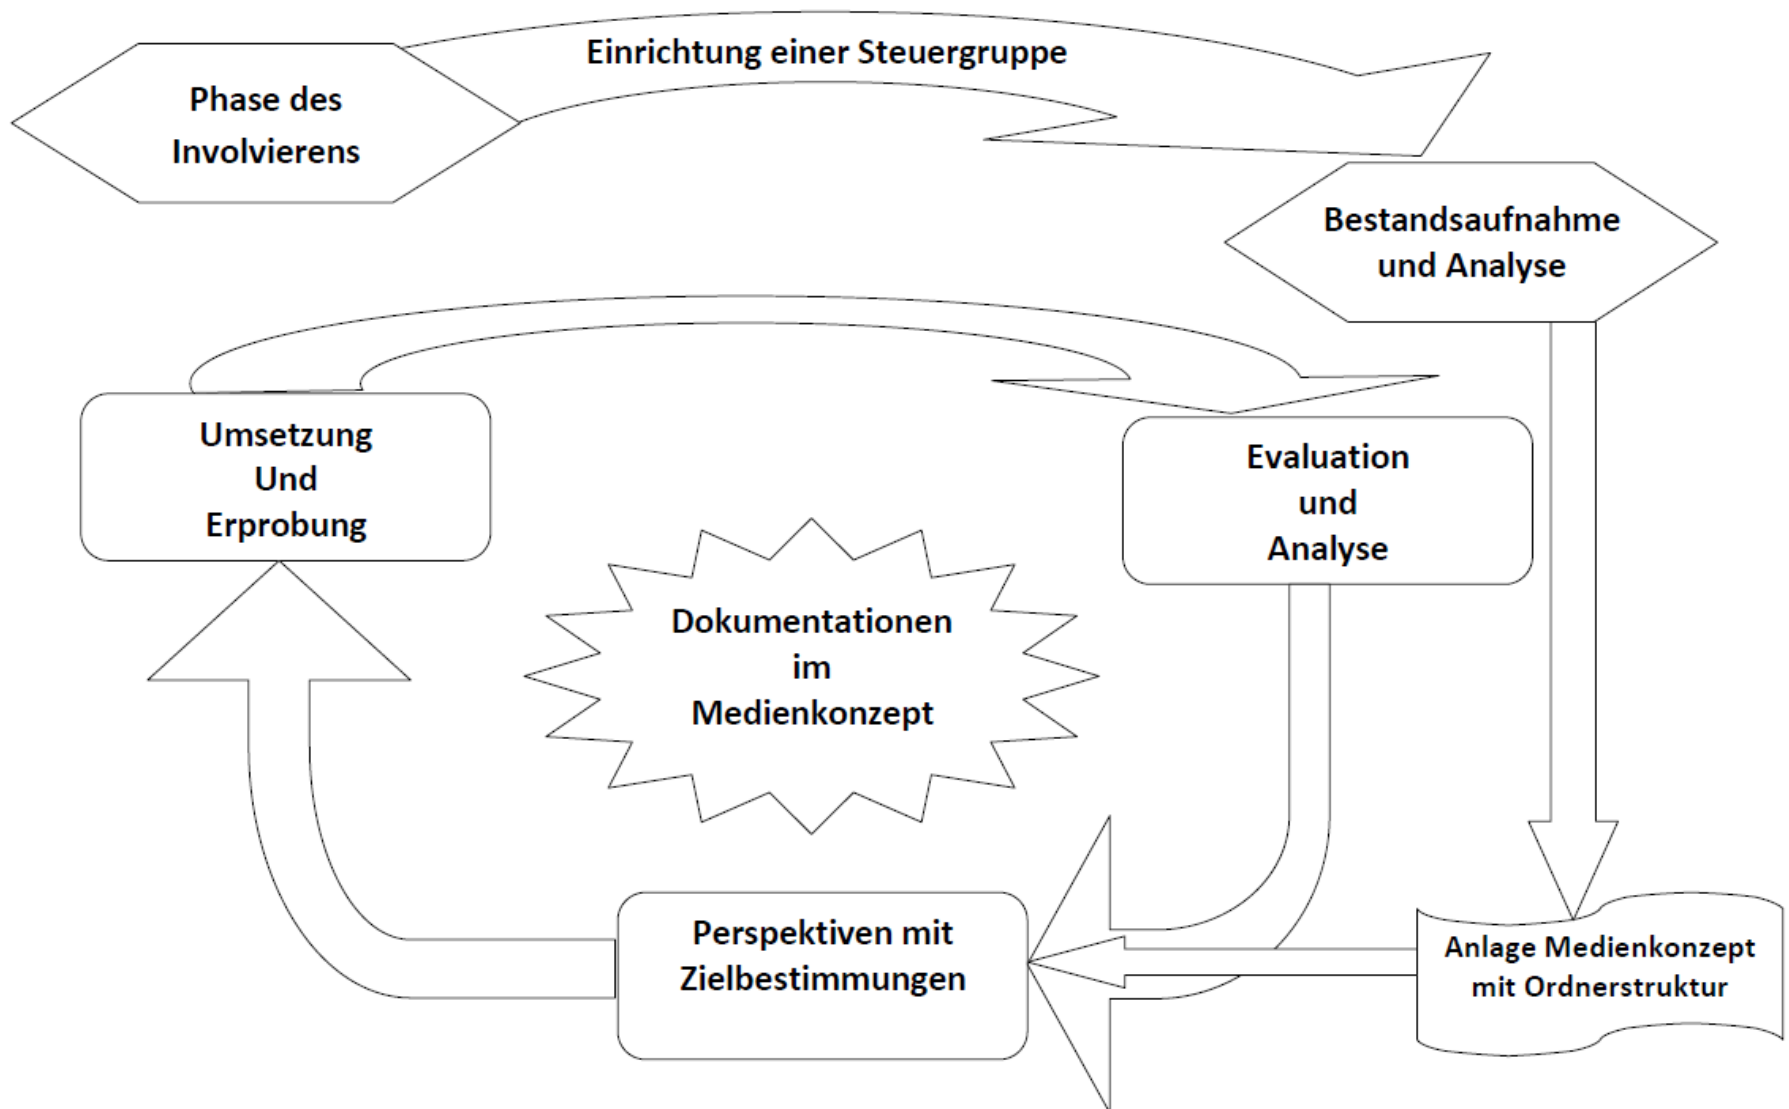 Einrichtung einer Steuergruppe
Phase des
Involvierens
Bestandsaufnahme
und Analyse
Umsetzung
Und
Erprobung
Evaluation
und
Analyse
Dokumentationen
im
Medienkonzept
Perspektiven mit
Zielbestimmungen
Anlage Medienkonzept
mit Ordnerstruktur